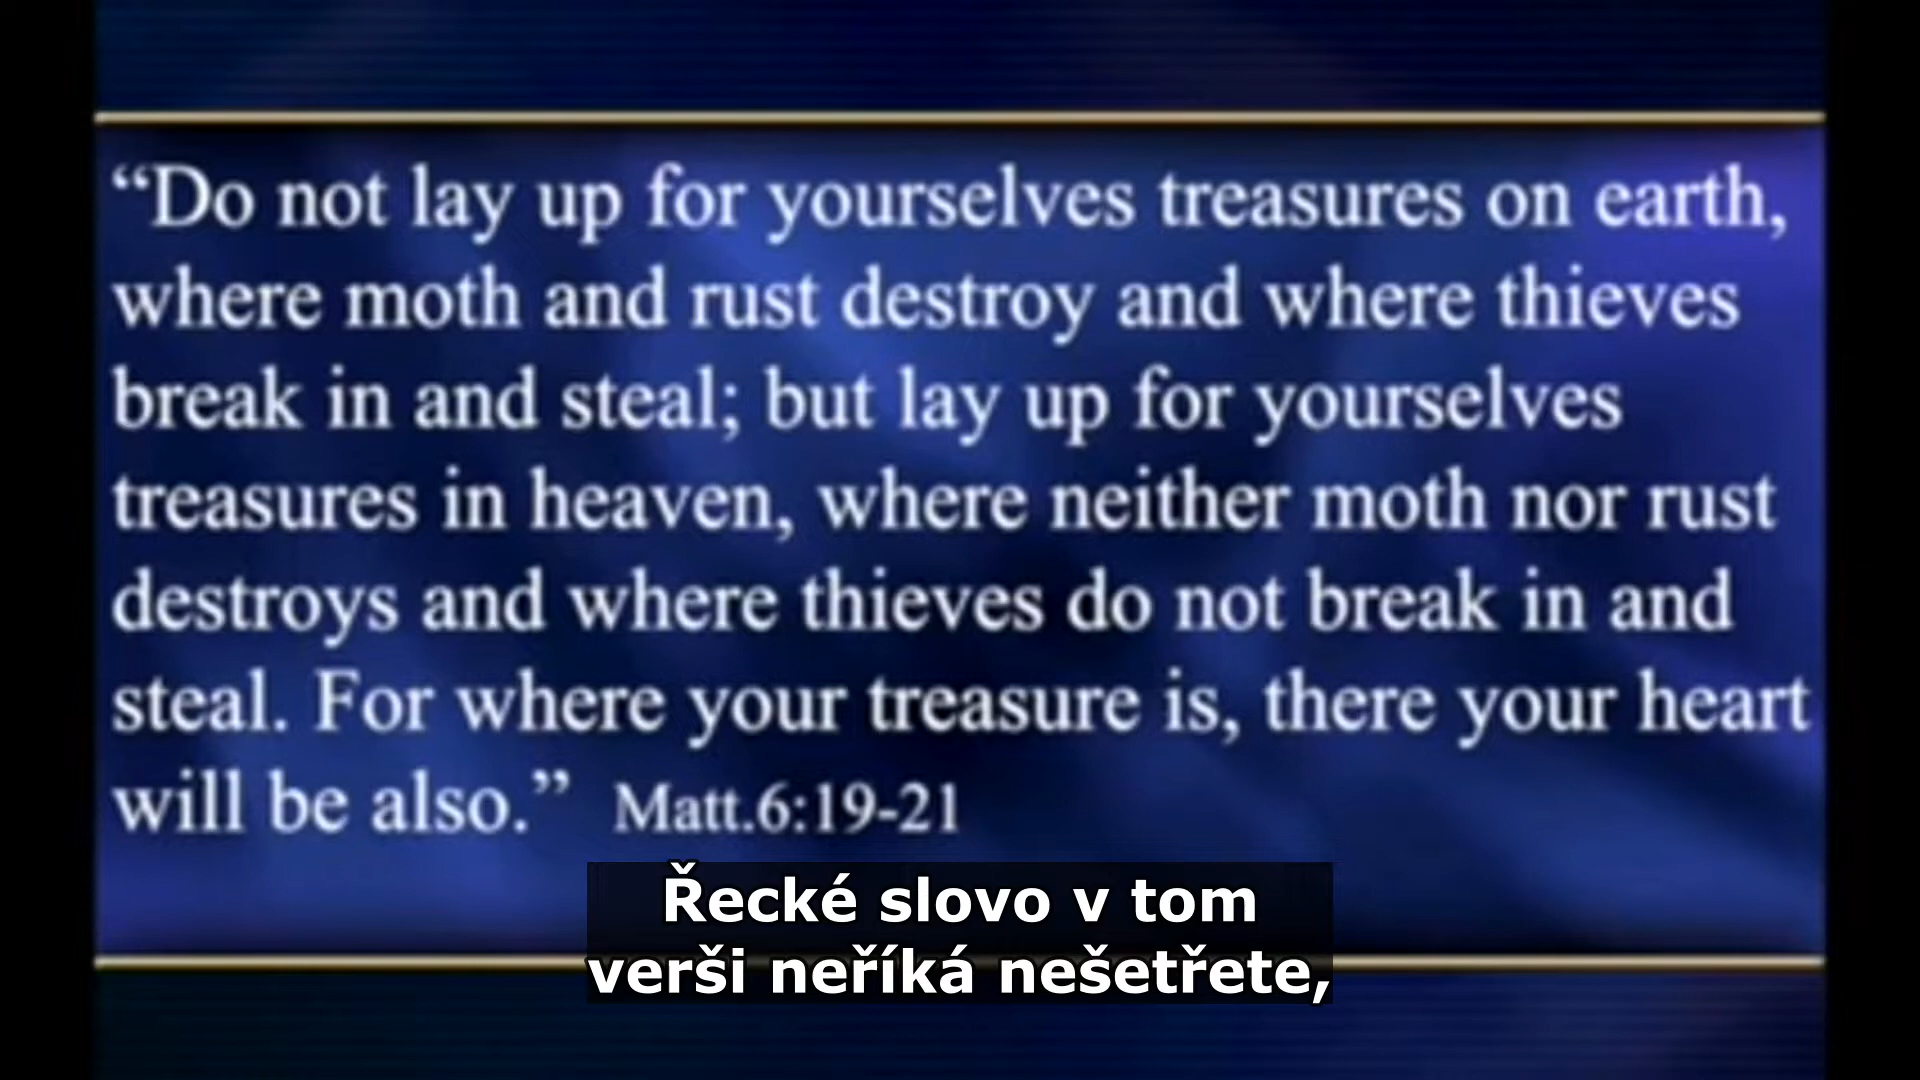 “Do not lay up for yourselves treasures on earth,
where moth and rust destroy and where thieves
break in and steal; but lay up for yourselves
treasures in heaven, where neither moth nor rust
destroys and where thieves do not break in and
steal. For where your treasure is, there your heart
will be also.” Matt.6:19-21
Řecké slovo v tom
verši neříká nešetřete,